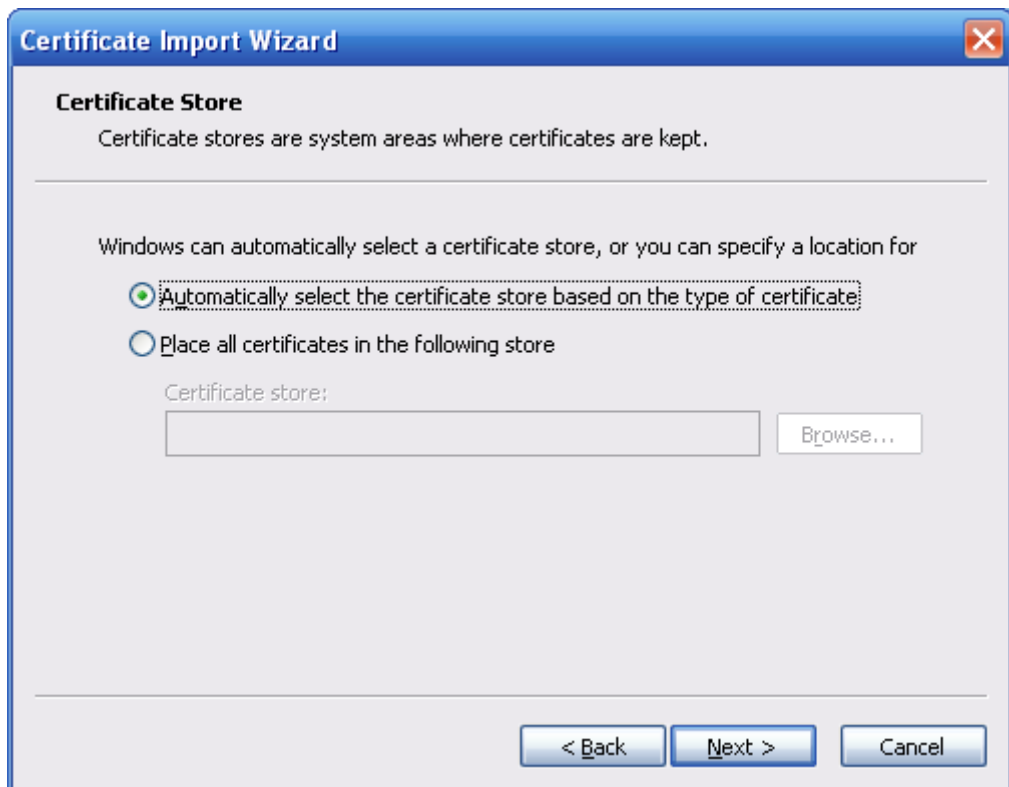 Certificate Import Wizard
Certificate Store
Certificate stores are system areas where certificates are kept.
Windows can automatically select a certificate store, or you can specify a location for
Automatically select the certificate store based on the type of certificate
Place all certificates in the following store
Certificate store:
Browse...
< Back Next > Cancel